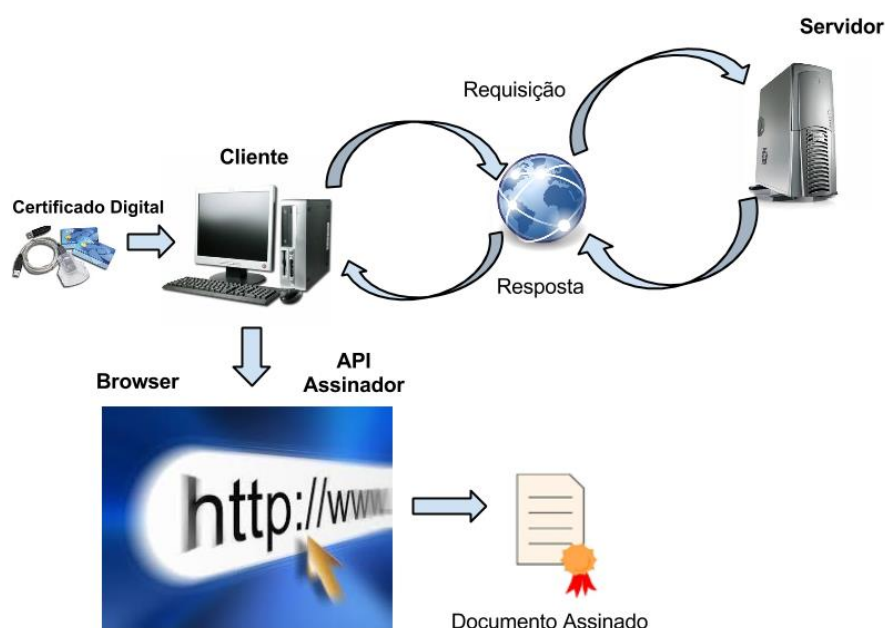 Servidor
Requisição
Cliente
Certificado Digital
Resposta
API
Browser Assinador
http://www.
Documento Assinado